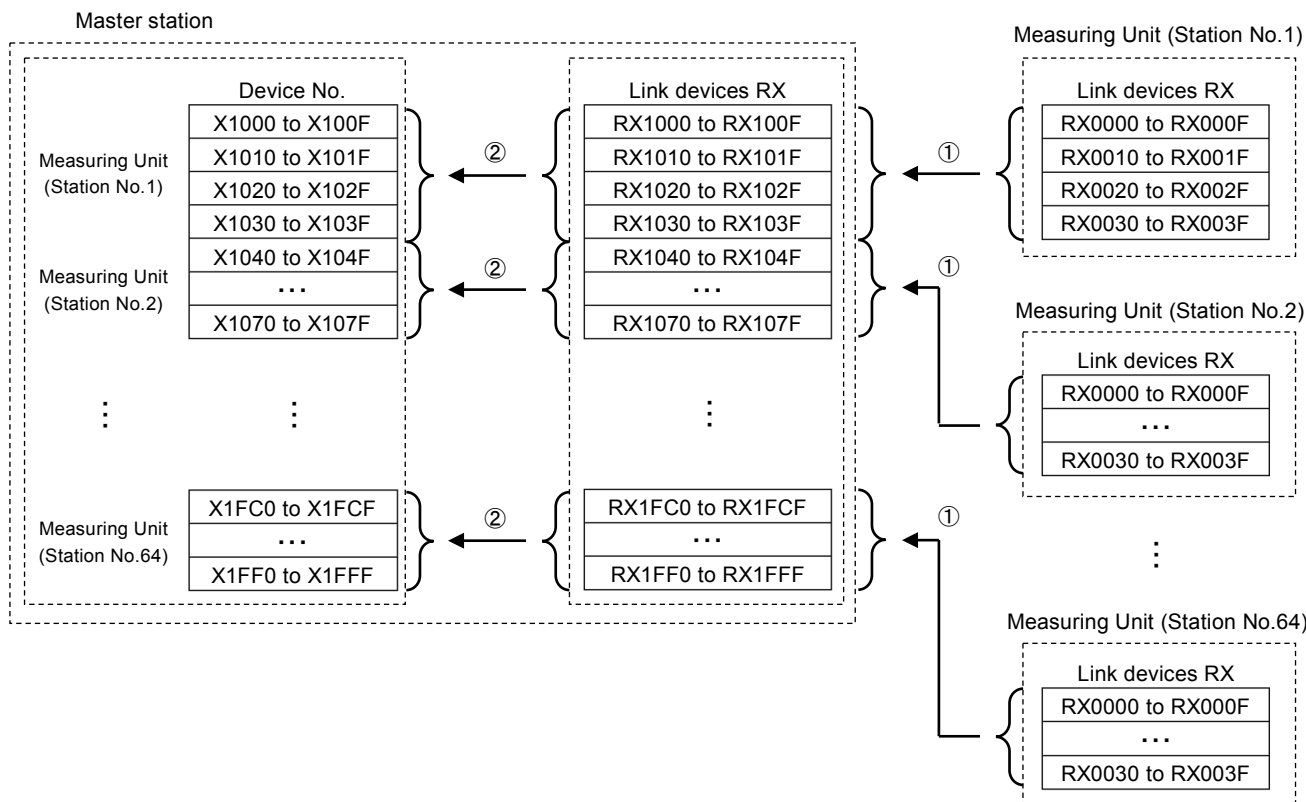 Master station
Device No.
X1000 to X100F
X1010 to X101F
X1020 to X102F
X1030 to X103F
X1040 to X104F
...
X1070 to X107F
⋮
X1FC0 to X1FCF
...
X1FF0 to X1FFF
Measuring Unit
(Station No.1)
Measuring Unit
(Station No.2)
⋮
Measuring Unit
(Station No.64)
②
②
②
Link devices RX
RX1000 to RX100F
RX1010 to RX101F
RX1020 to RX102F
RX1030 to RX103F
RX1040 to RX104F
...
RX1070 to RX107F
⋮
RX1FC0 to RX1FCF
...
RX1FF0 to RX1FFF
①
①
①
Measuring Unit (Station No.1)
Link devices RX
RX0000 to RX000F
RX0010 to RX001F
RX0020 to RX002F
RX0030 to RX003F
Measuring Unit (Station No.2)
Link devices RX
RX0000 to RX000F
...
RX0030 to RX003F
⋮
Measuring Unit (Station No.64)
Link devices RX
RX0000 to RX000F
...
RX0030 to RX003F